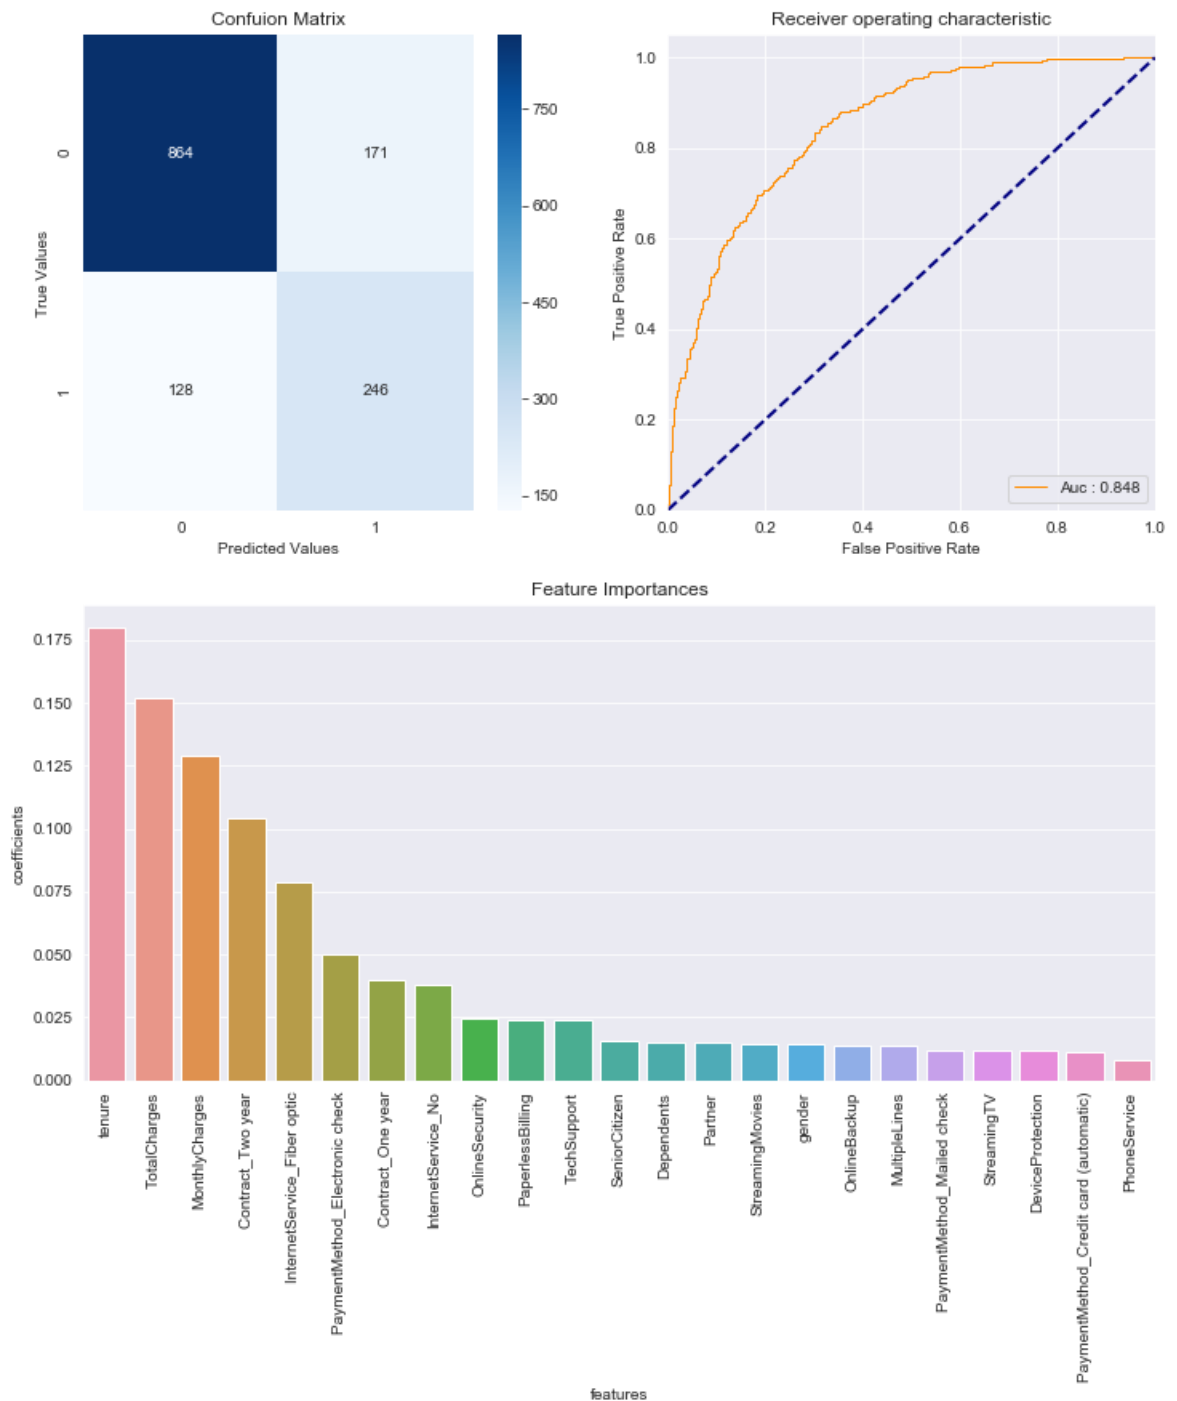 Confuion Matrix
864
171
128
246
0
1
True Values
0
1
Predicted Values
750
600
450
300
150
Receiver operating characteristic
1.0
0.8
0.6
0.4
0.2
0.0
True Positive Rate
0.0
0.2
0.4
0.6
0.8
1.0
False Positive Rate
Auc : 0.848
Feature Importances
0.175
0.150
0.125
0.100
0.075
0.050
0.025
0.000
coefficients
tenure
TotalCharges
MonthlyCharges
Contract_Two year
InternetService_Fiber optic
PaymentMethod_Electronic check
Contract_One year
InternetService_No
OnlineSecurity
PaperlessBilling
TechSupport
SeniorCitizen
Dependents
Partner
StreamingMovies
gender
OnlineBackup
MultipleLines
PaymentMethod_Mailed check
StreamingTV
DeviceProtection
PaymentMethod_Credit card (automatic)
PhoneService
features